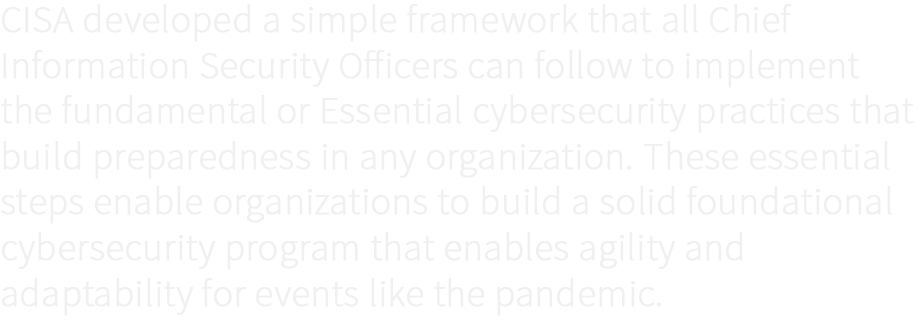 CISA developed a simple framework that all Chief
Information Security Officers can follow to implement
the fundamental or Essential cybersecurity practices that
build preparedness in any organization. These essential
steps enable organizations to build a solid foundational
cybersecurity program that enables agility and
adaptability for events like the pandemic.